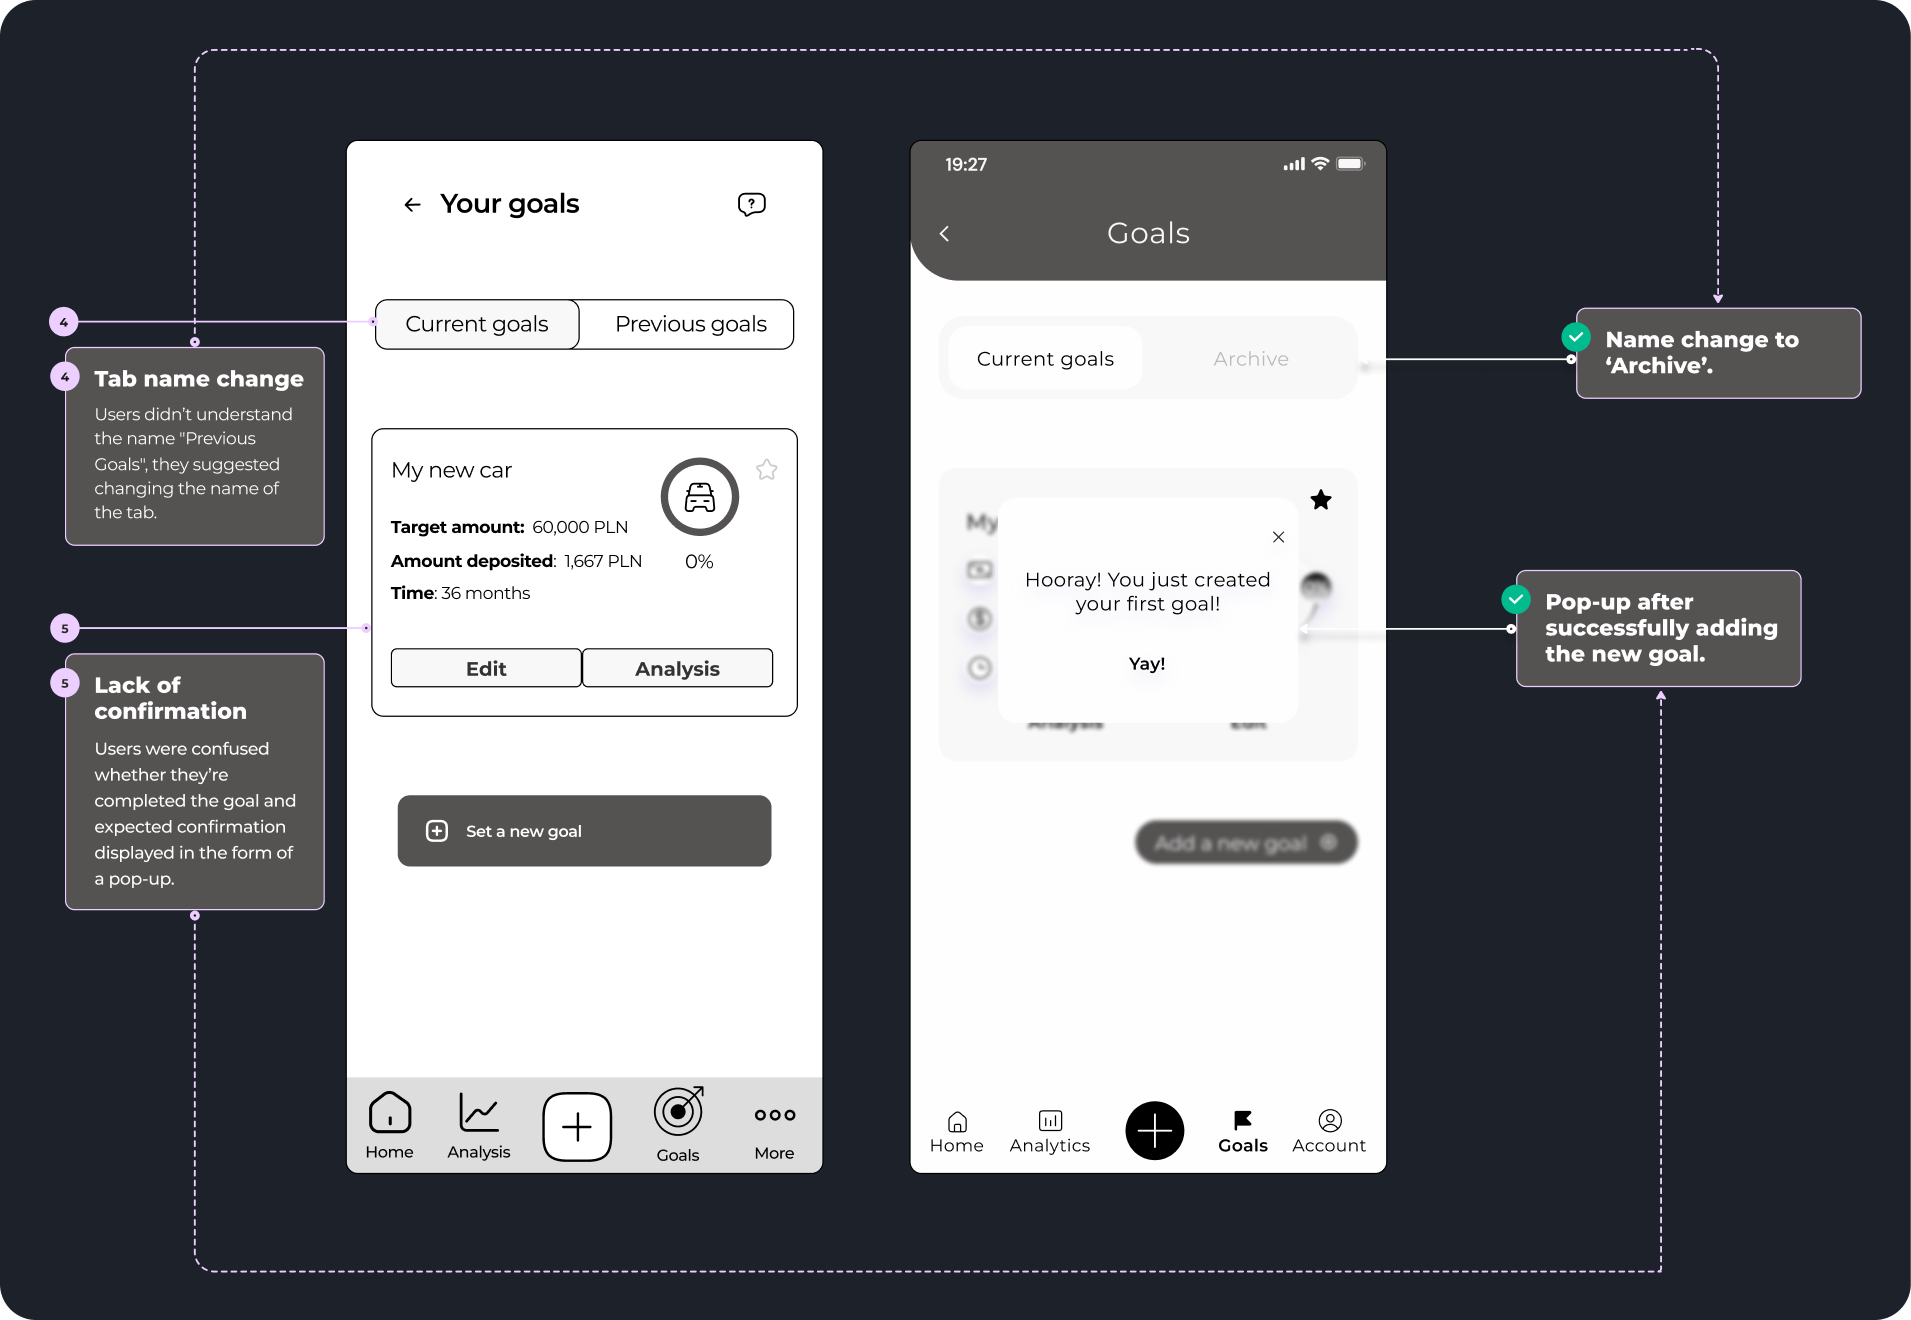 4
4
Tab name change
Users didn't understand
the name "Previous
Goals", they suggested
changing the name of
the tab.
5
5
Lack of
confirmation
Users were confused
whether they're
completed the goal and
expected confirmation
displayed in the form of
a pop-up.
Your goals
?
Current goals
Previous goals
My new car
Target amount: 60,000 PLN
Amount deposited: 1,667 PLN
Time: 36 months
0%
Edit
Analysis
Set a new goal
Home
Analysis
Goals
More
19:27
Goals
Current goals
Archive
My
Hooray! You just created
your first goal!
Yay!
Analysis
Edit
Add a new goal
Home
Analytics
Goals
Account
Name change to
‘Archive’.
Pop-up after
successfully adding
the new goal.